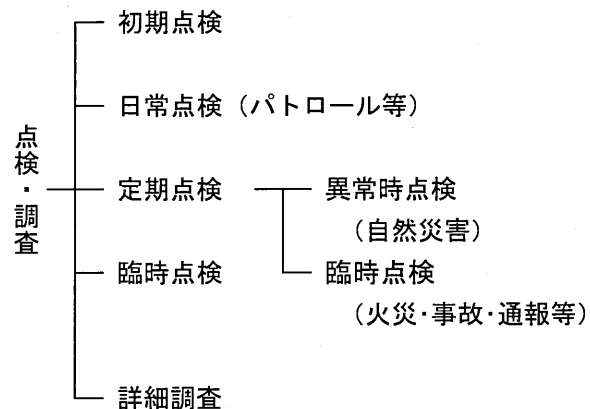 点検・調査
初期点検
日常点検（パトロール等）
定期点検
異常時点検
（自然災害）
臨時点検
臨時点検
（火災・事故・通報等）
詳細調査